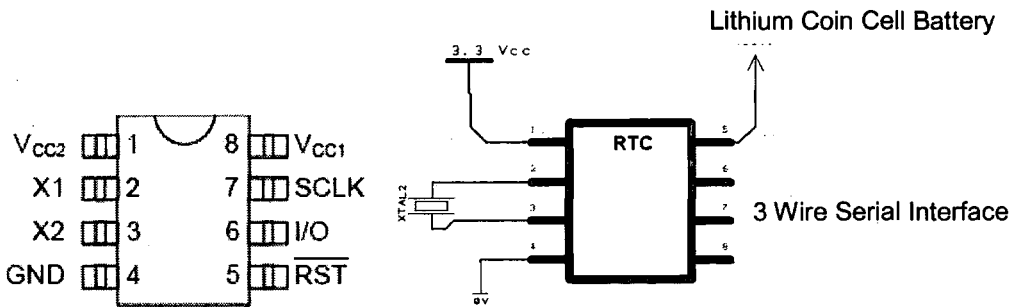 Lithium Coin Cell Battery
3.3 Vcc
VCC2 1 8 VCC1
X1 2 7 SCLK
X2 3 6 I/O
GND 4 5 RST
RTC
1
2
3
4
5
6
7
8
XTAL2
0V
3 Wire Serial Interface